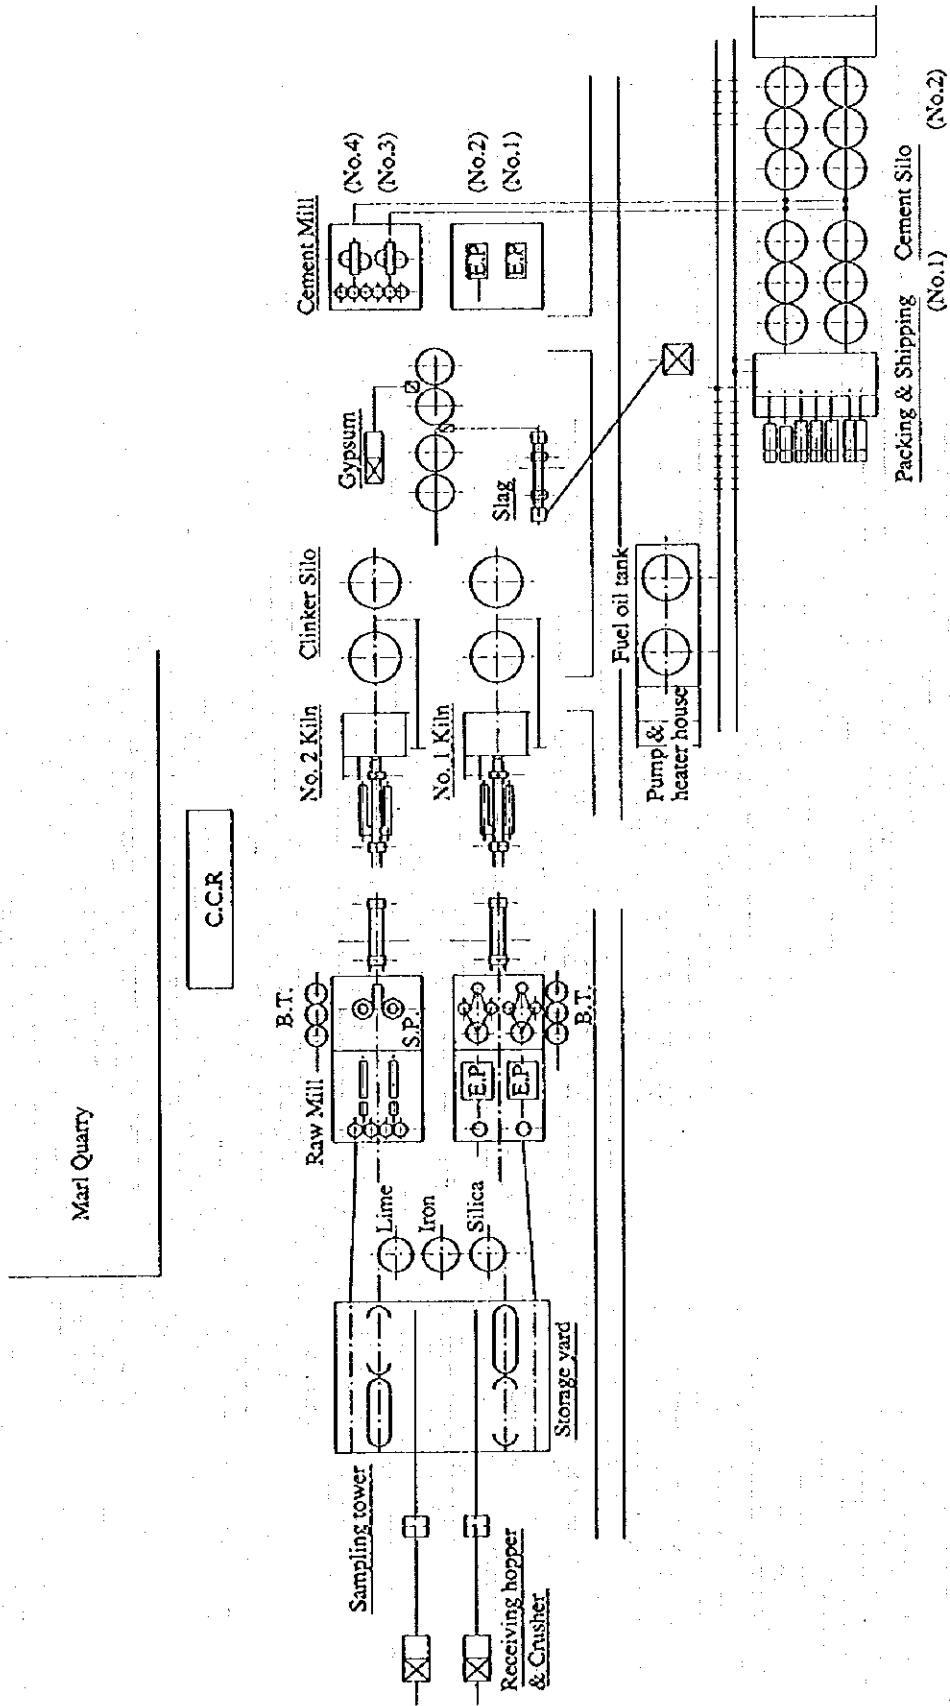 Marl Quarry
C.C.R
Sampling tower
Receiving hopper
& Crusher
Storage yard
Lime
Iron
Silica
Raw Mill
B.T.
S.P.
E.P
E.P
B.T.
No. 2 Kiln
No. 1 Kiln
Clinker Silo
Gypsum
Slag
Cement Mill
(No.4)
(No.3)
E.P
E.P
(No.2)
(No.1)
Fuel oil tank
Pump &
heater house
Packing & Shipping
Cement Silo
(No.1)
(No.2)